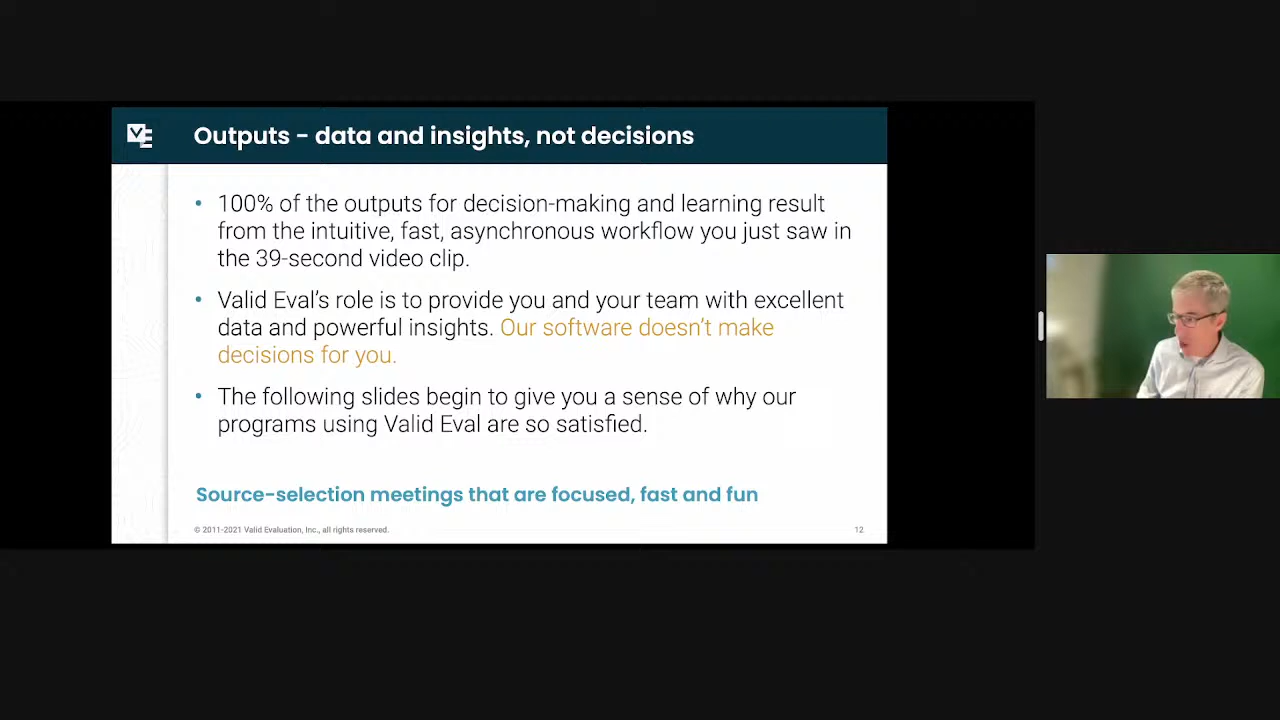 VE
Outputs – data and insights, not decisions
• 100% of the outputs for decision-making and learning result
from the intuitive, fast, asynchronous workflow you just saw in
the 39-second video clip.
• Valid Eval’s role is to provide you and your team with excellent
data and powerful insights. Our software doesn’t make
decisions for you.
• The following slides begin to give you a sense of why our
programs using Valid Eval are so satisfied.
Source-selection meetings that are focused, fast and fun
© 2011-2021 Valid Evaluation, Inc., all rights reserved.
12